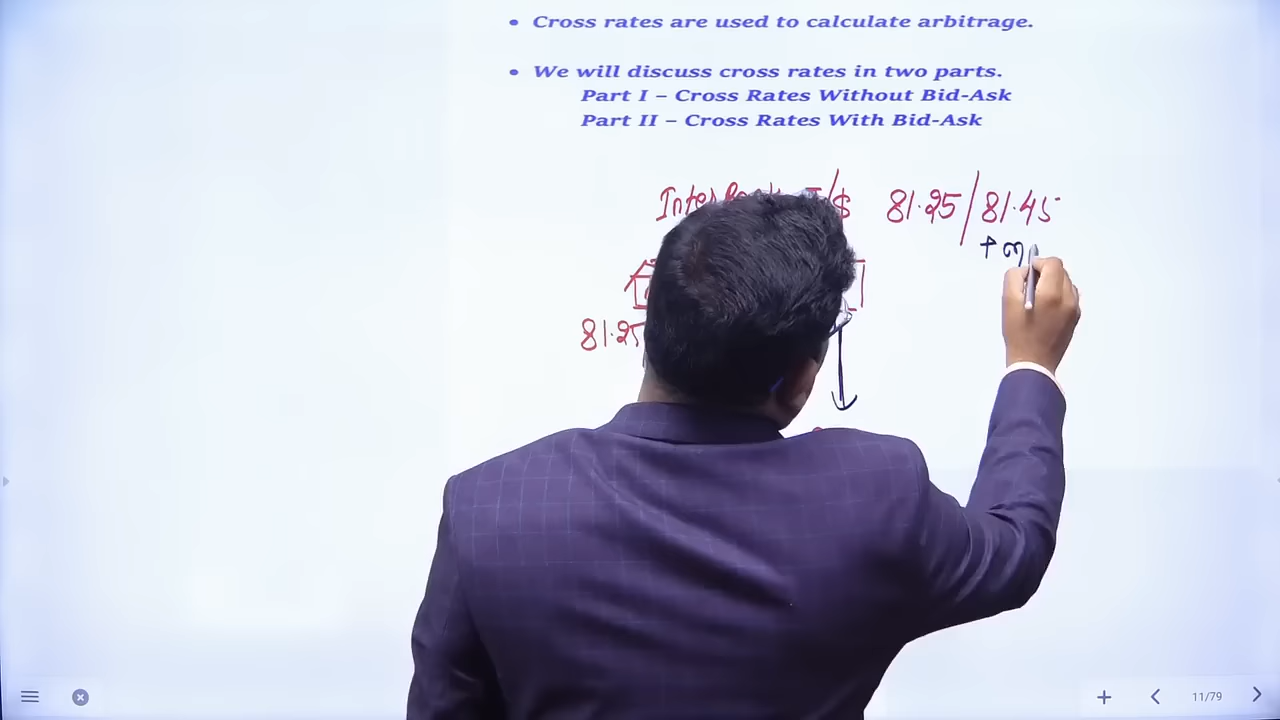 • Cross rates are used to calculate arbitrage.
• We will discuss cross rates in two parts.
Part I – Cross Rates Without Bid-Ask
Part II – Cross Rates With Bid-Ask
/$ 81.25/81.45
+ m
81.25
11/79